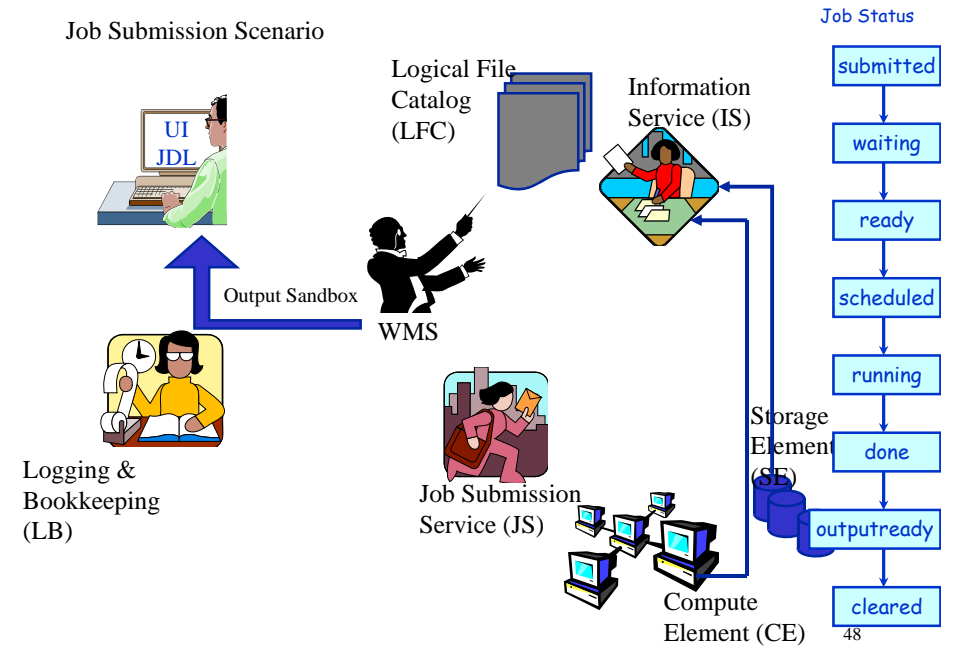 Job Status
Job Submission Scenario
submitted
Logical File
Catalog
(LFC)
Information
Service (IS)
UI
JDL
waiting
ready
Output Sandbox
scheduled
WMS
running
Storage
Element
(SE)
done
Logging &
Bookkeeping
(LB)
Job Submission
Service (JS)
outputready
Compute
Element (CE)
cleared
48